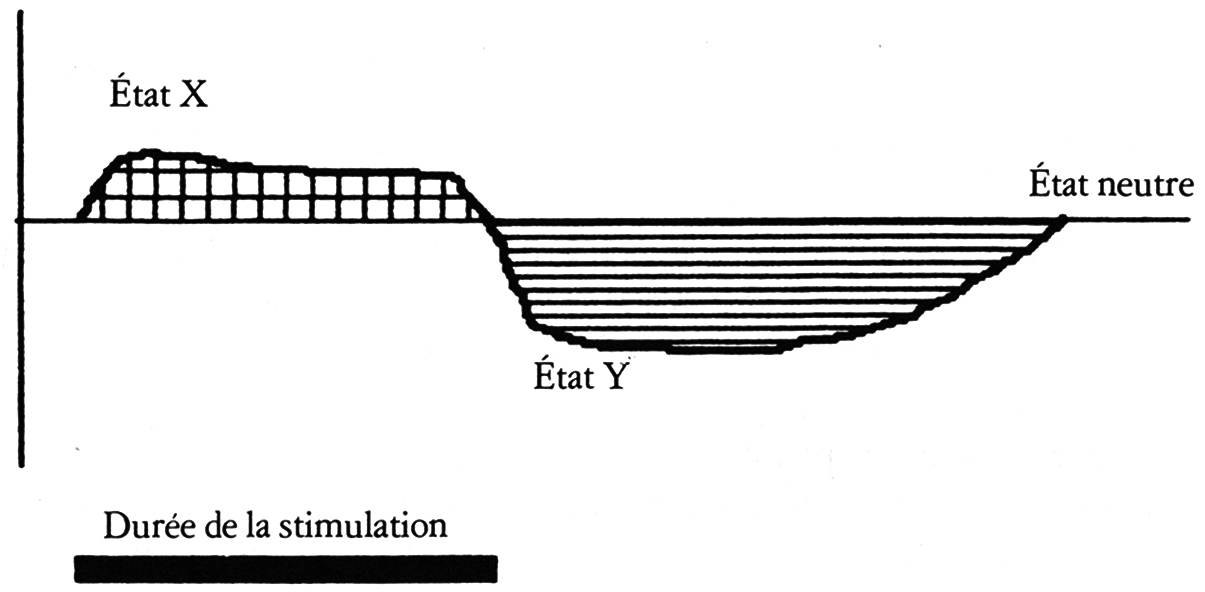 État X
État neutre
État Y
Durée de la stimulation